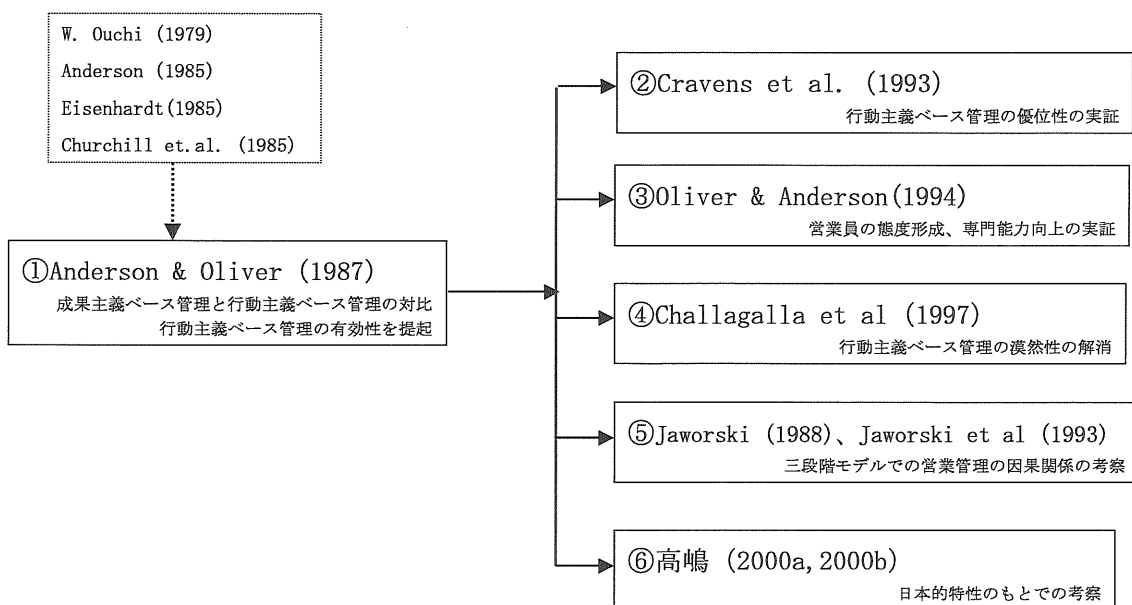 W. Ouchi (1979)
Anderson (1985)
Eisenhardt(1985)
Churchill et.al. (1985)
①Anderson & Oliver (1987)
成果主義ベース管理と行動主義ベース管理の対比
行動主義ベース管理の有効性を提起
②Cravens et al. (1993)
行動主義ベース管理の優位性の実証
③Oliver & Anderson(1994)
営業員の態度形成、専門能力向上の実証
④Challagalla et al (1997)
行動主義ベース管理の漠然性の解消
⑤Jaworski (1988)、Jaworski et al (1993)
三段階モデルでの営業管理の因果関係の考察
⑥高嶋 (2000a,2000b)
日本的特性のもとでの考察